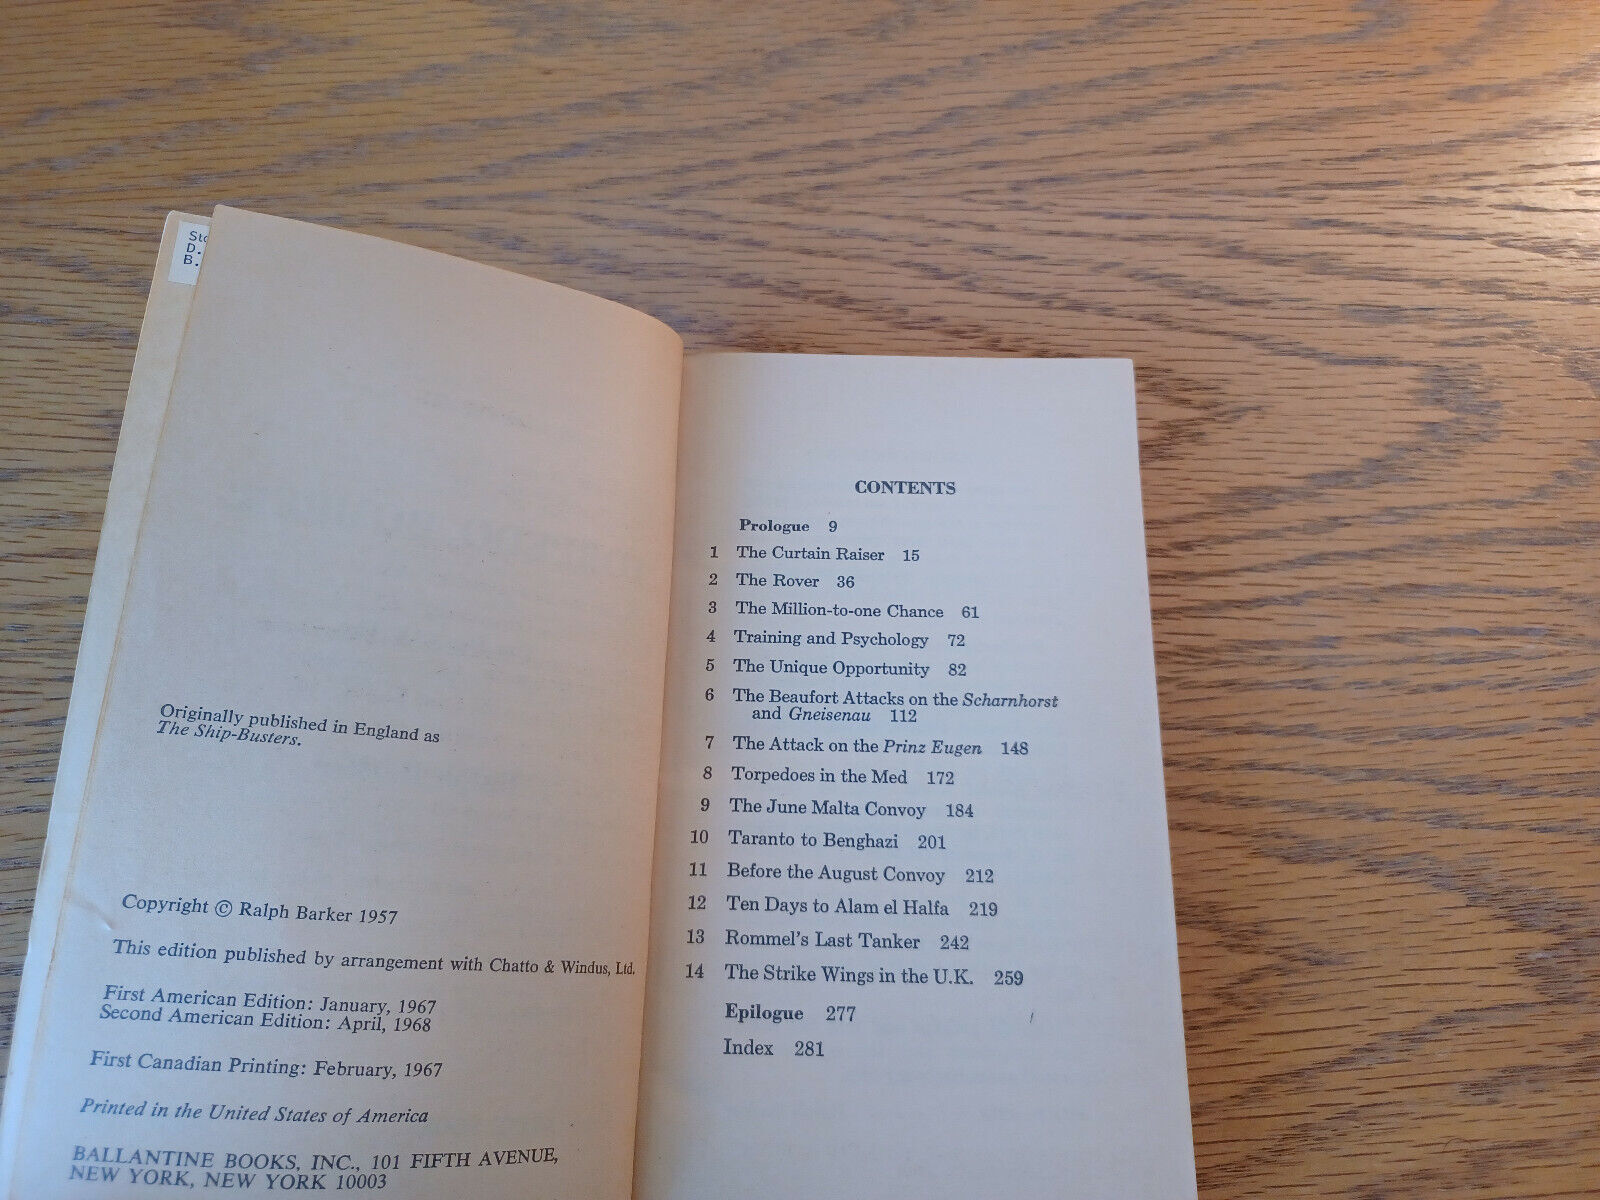 D.
B.
Originally published in England as
The Ship-Busters.
Copyright © Ralph Barker 1957
This edition published by arrangement with Chatto & Windus, Ltd.
First American Edition: January, 1967
Second American Edition: April, 1968
First Canadian Printing: February, 1967
Printed in the United States of America
BALLANTINE BOOKS, INC., 101 FIFTH AVENUE,
NEW YORK, NEW YORK 10003
CONTENTS
Prologue 9
1 The Curtain Raiser 15
2 The Rover 36
3 The Million-to-one Chance 61
4 Training and Psychology 72
5 The Unique Opportunity 82
6 The Beaufort Attacks on the Scharnhorst
and Gneisenau 112
7 The Attack on the Prinz Eugen 148
8 Torpedoes in the Med 172
9 The June Malta Convoy 184
10 Taranto to Benghazi 201
11 Before the August Convoy 212
12 Ten Days to Alam el Halfa 219
13 Rommel's Last Tanker 242
14 The Strike Wings in the U.K. 259
Epilogue 277
Index 281